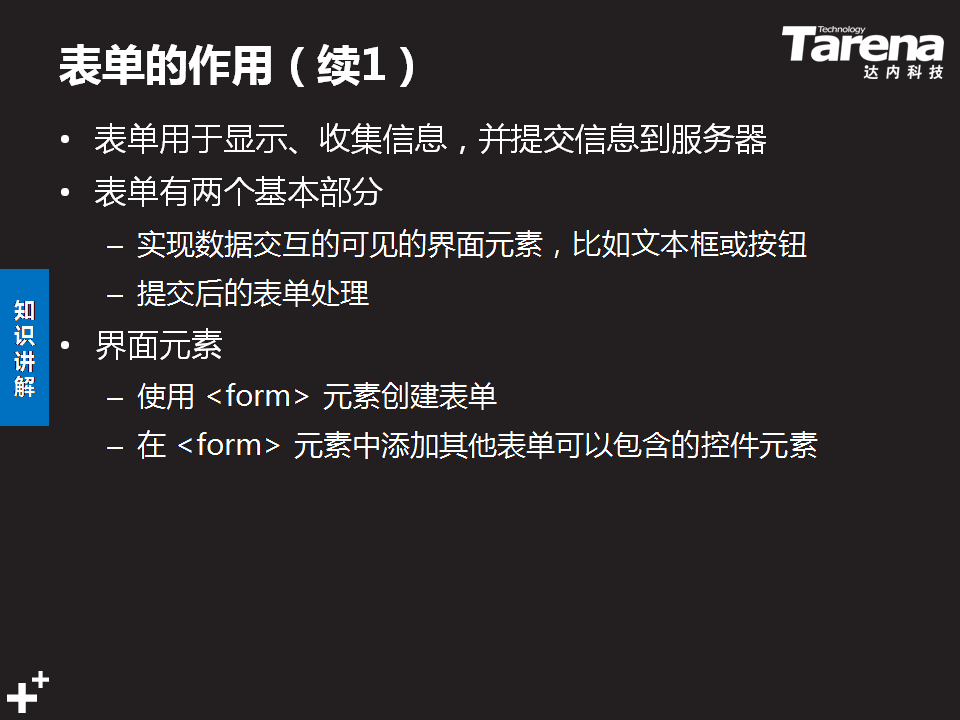 表单的作用（续1）
Technology
Tarena
达内科技
• 表单用于显示、收集信息，并提交信息到服务器
• 表单有两个基本部分
– 实现数据交互的可见的界面元素，比如文本框或按钮
– 提交后的表单处理
知识讲解
• 界面元素
– 使用 <form> 元素创建表单
– 在 <form> 元素中添加其他表单可以包含的控件元素